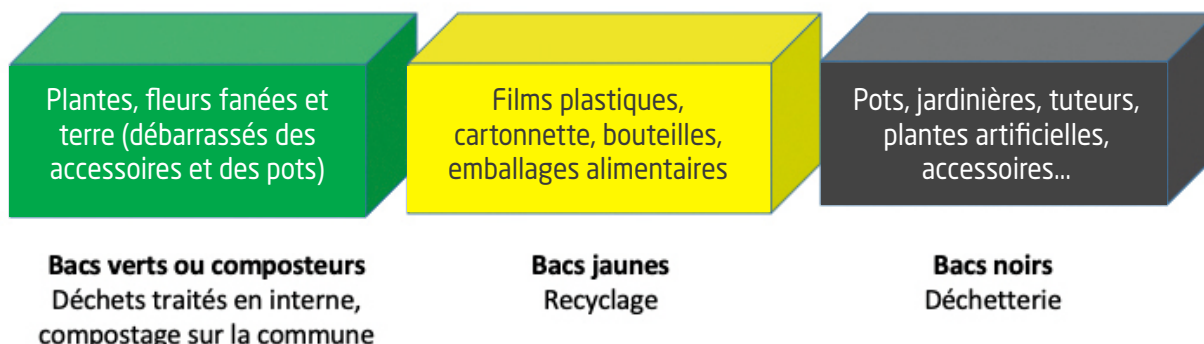 Plantes, fleurs fanées et
terre (débarrassés des
accessoires et des pots)
Films plastiques,
cartonnette, bouteilles,
emballages alimentaires
Pots, jardinières, tuteurs,
plantes artificielles,
accessoires...
Bacs verts ou composteurs
Déchets traités en interne,
compostage sur la commune
Bacs jaunes
Recyclage
Bacs noirs
Déchetterie